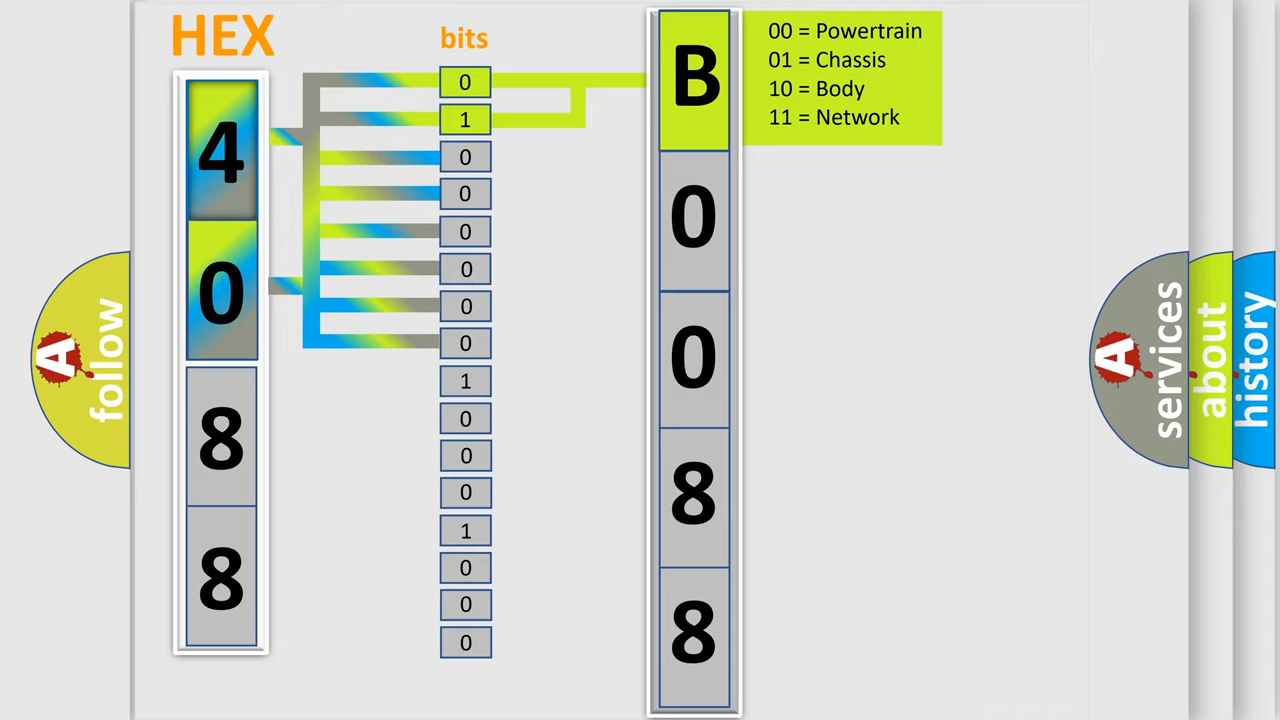 HEX
bits
4
0
8
8
0
1
0
0
0
0
0
0
1
0
0
0
1
0
0
0
B
0
0
8
8
00 = Powertrain
01 = Chassis
10 = Body
11 = Network
A follow
A services
about
history